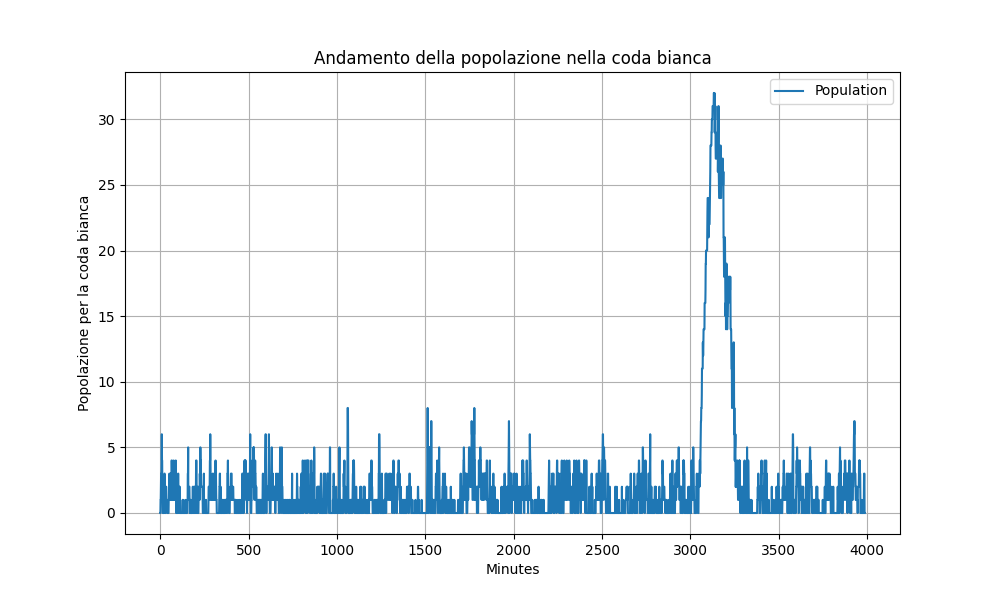 Andamento della popolazione nella coda bianca
Population
Popolazione per la coda bianca
30
25
20
15
10
5
0
0 500 1000 1500 2000 2500 3000 3500 4000
Minutes